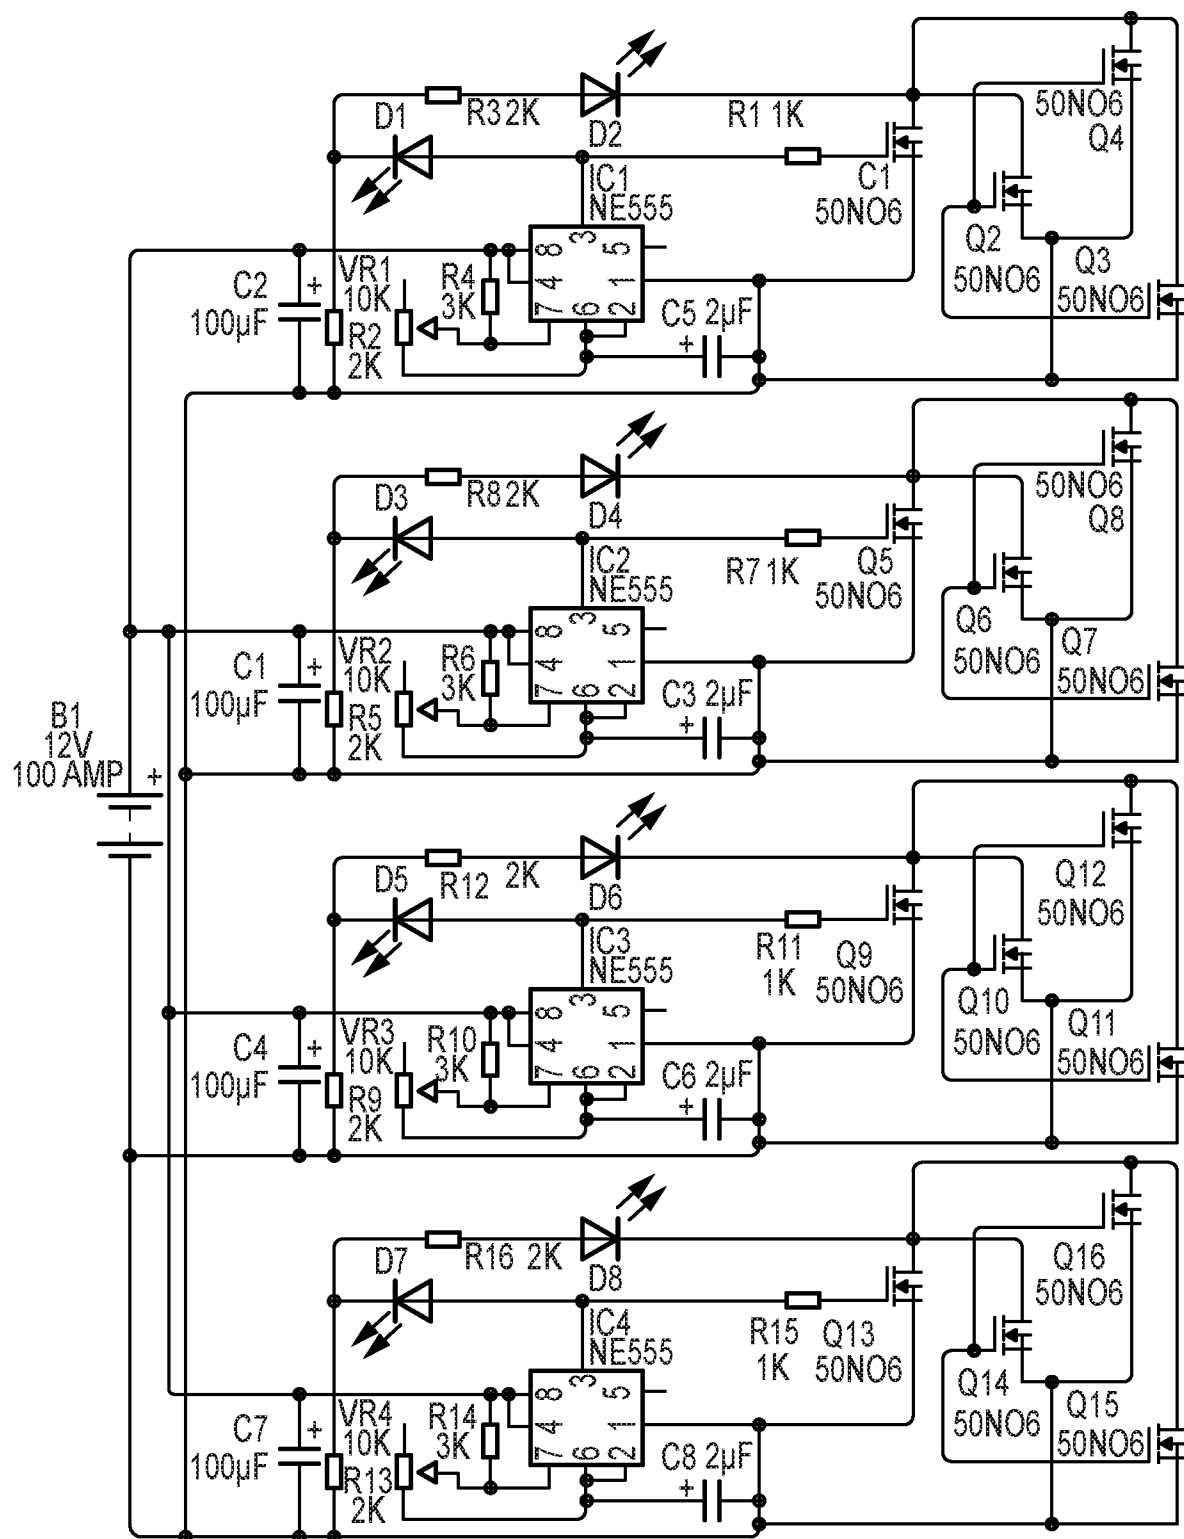 D1
R3 2K
D2
R1 1K
50NO6
Q4
IC1
NE555
C1
50NO6
3
8
5
4
1
7
6
2
C2
100µF
+
VR1
10K
R2
2K
R4
3K
C5 2µF
+
Q2
50NO6
Q3
50NO6
D3
R8 2K
D4
R7 1K
50NO6
Q8
IC2
NE555
Q5
50NO6
3
8
5
4
1
7
6
2
C1
100µF
+
VR2
10K
R5
2K
R6
3K
C3 2µF
+
Q6
50NO6
Q7
50NO6
B1
12V
100 AMP
+
D5
R12 2K
D6
R11
1K
Q9
50NO6
Q12
50NO6
IC3
NE555
3
8
5
4
1
7
6
2
C4
100µF
+
VR3
10K
R9
2K
R10
3K
C6 2µF
+
Q10
50NO6
Q11
50NO6
D7
R16 2K
D8
R15
1K
Q13
50NO6
Q16
50NO6
IC4
NE555
3
8
5
4
1
7
6
2
C7
100µF
+
VR4
10K
R13
2K
R14
3K
C8 2µF
+
Q14
50NO6
Q15
50NO6